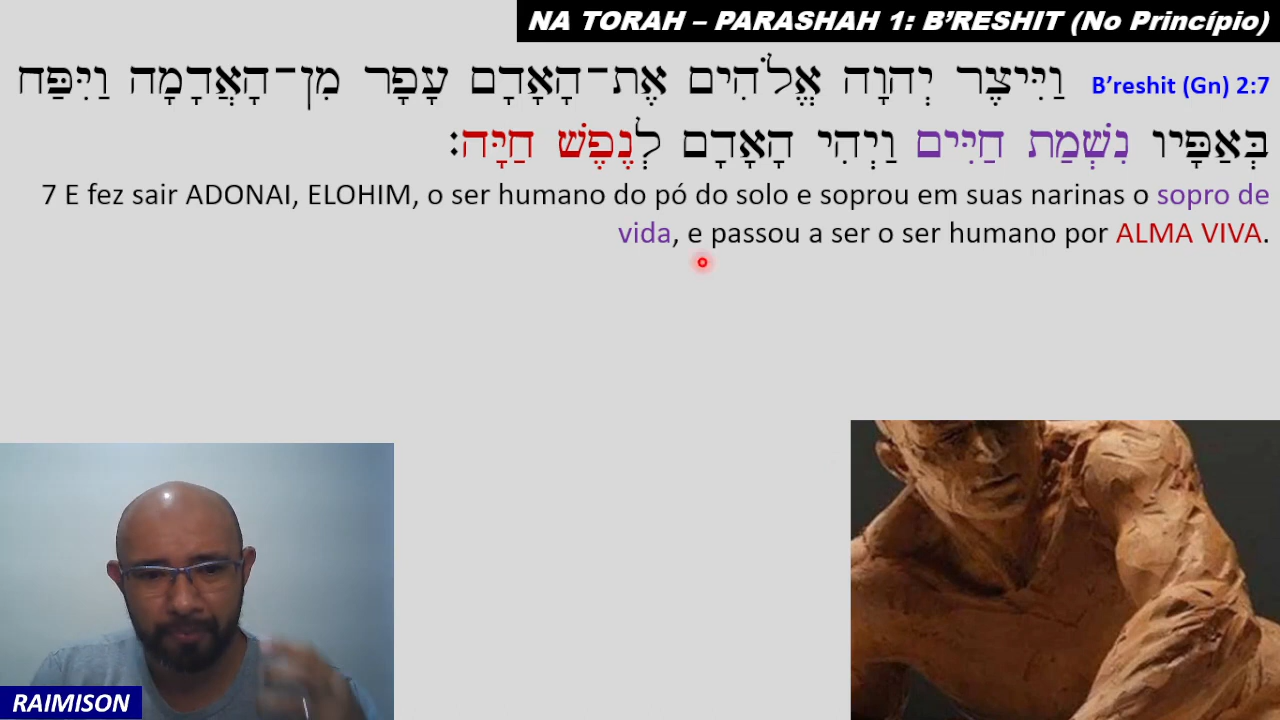 NA TORAH – PARASHAH 1: B’RESHIT (No Princípio)
B’reshit (Gn) 2:7 וַיִּיצֶר יְהוָה אֱלֹהִים אֶת־הָאָדָם עָפָר מִן־הָאֲדָמָה וַיִּפַּח
בְּאַפָּיו נִשְׁמַת חַיִּים וַיְהִי הָאָדָם לְנֶפֶשׁ חַיָּה׃
7 E fez sair ADONAI, ELOHIM, o ser humano do pó do solo e soprou em suas narinas o sopro de
vida, e passou a ser o ser humano por ALMA VIVA.
RAIMISON